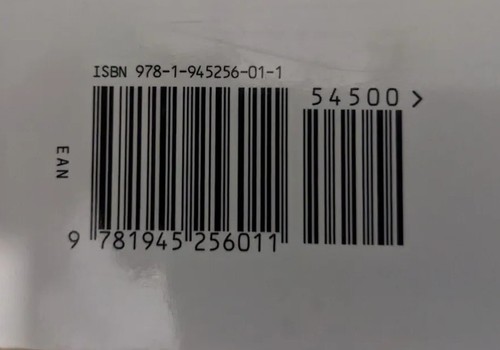 ISBN 978-1-945256-01-1
54500 >
EAN
9 781945 256011